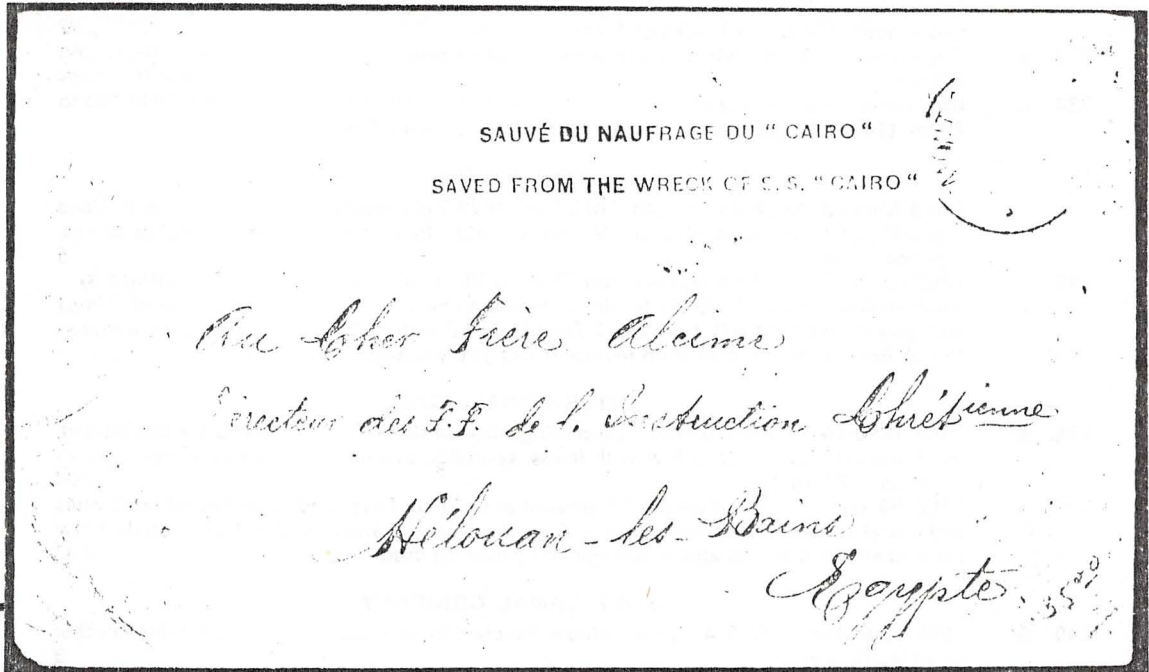 SAUVÉ DU NAUFRAGE DU " CAIRO "
SAVED FROM THE WRECK OF S. S. " CAIRO "
Au Cher Frère Alcime
Directeur des F.F. de l. Instruction Chrétienne
Hélouan-les-Bains
Egypte